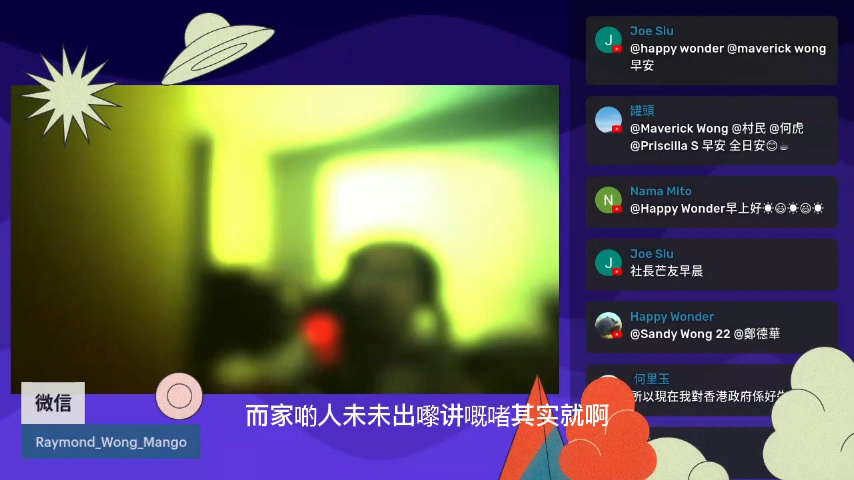 Joe Siu
@happy wonder @maverick wong
早安
罐頭
@Maverick Wong @村民 @何虎
@Priscilla S 早安 全日安😊☕
Nama Mito
@Happy Wonder早上好☀😃☀😃☀
Joe Siu
社長芒友早晨
Happy Wonder
@Sandy Wong 22 @鄭德華
何里玉
所以現在我對香港政府係好
微信
Raymond_Wong_Mango
而家啲人未未出嚟讲嘅啫其实就啊